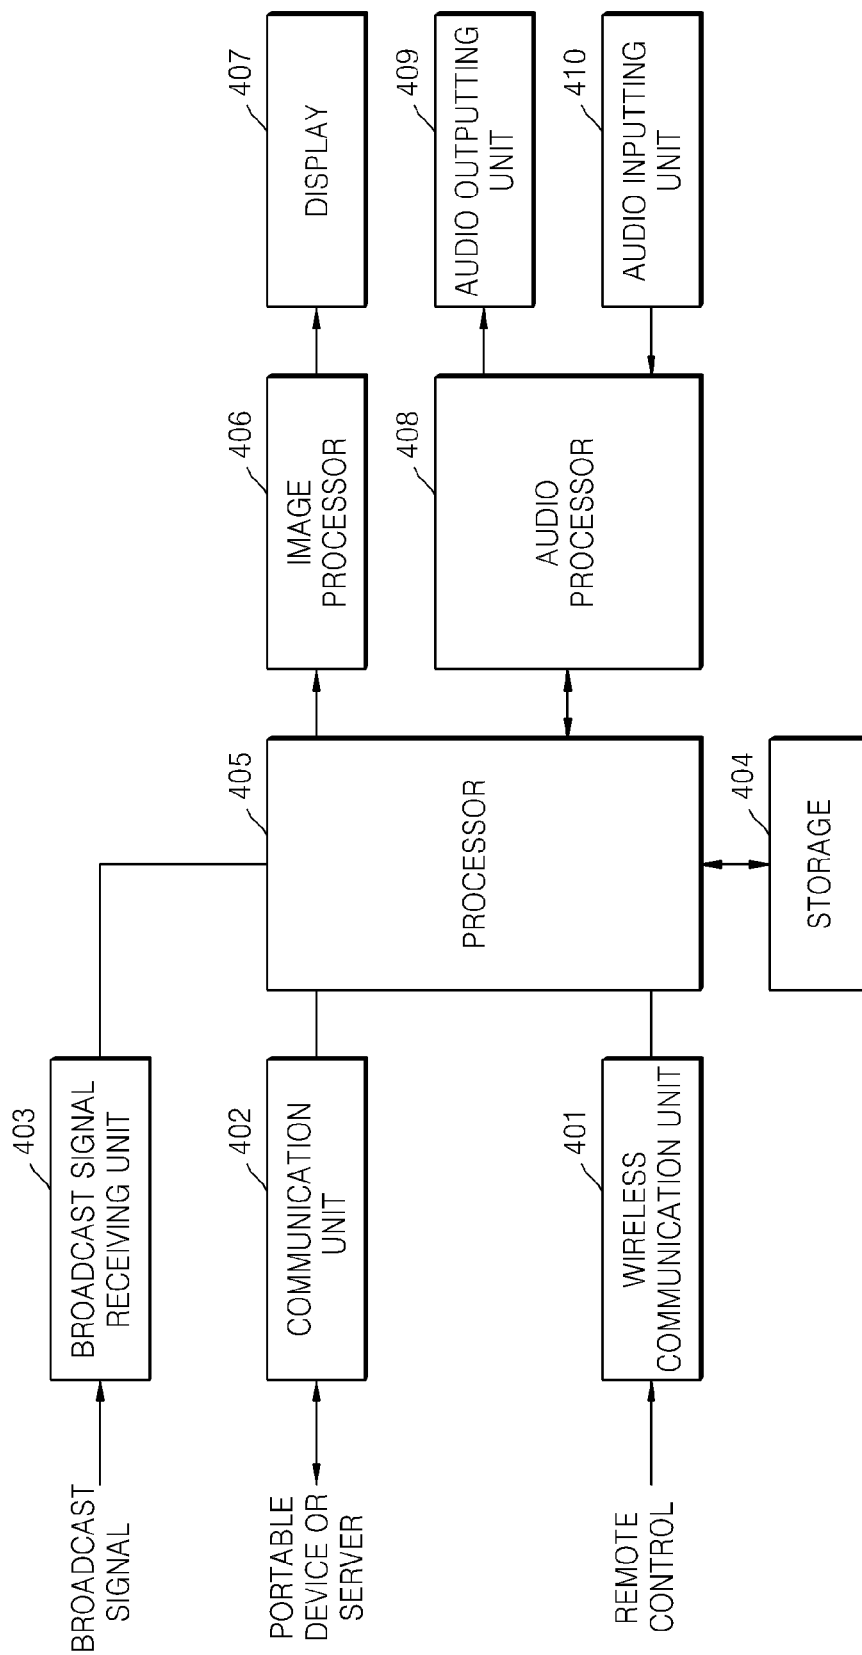 BROADCAST
SIGNAL
403
BROADCAST SIGNAL
RECEIVING UNIT
PORTABLE
DEVICE OR
SERVER
402
COMMUNICATION
UNIT
REMOTE
CONTROL
401
WIRELESS
COMMUNICATION UNIT
405
PROCESSOR
404
STORAGE
406
IMAGE
PROCESSOR
407
DISPLAY
408
AUDIO
PROCESSOR
409
AUDIO OUTPUTTING
UNIT
410
AUDIO INPUTTING
UNIT